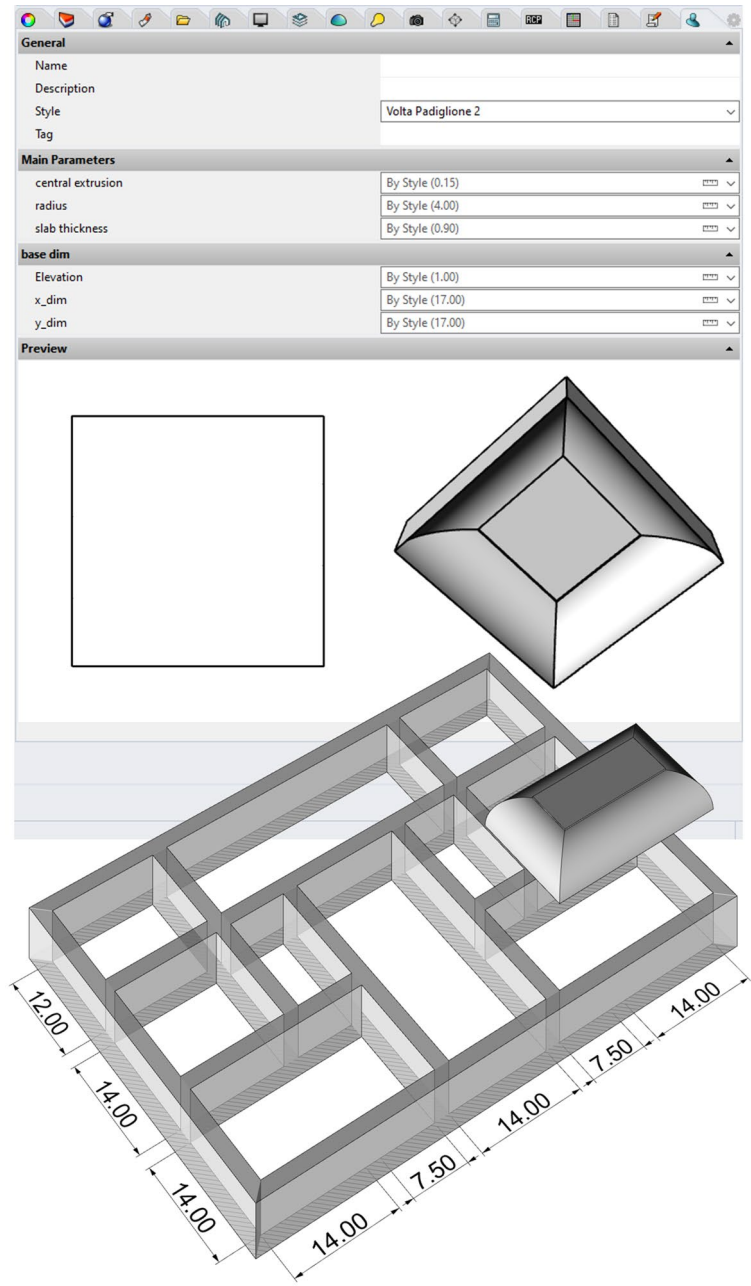 RCP
General
Name
Description
Style Volta Padiglione 2
Tag
Main Parameters
central extrusion By Style (0.15)
radius By Style (4.00)
slab thickness By Style (0.90)
base dim
Elevation By Style (1.00)
x_dim By Style (17.00)
y_dim By Style (17.00)
Preview
12.00
14.00
14.00
14.00
7.50
14.00
7.50
14.00